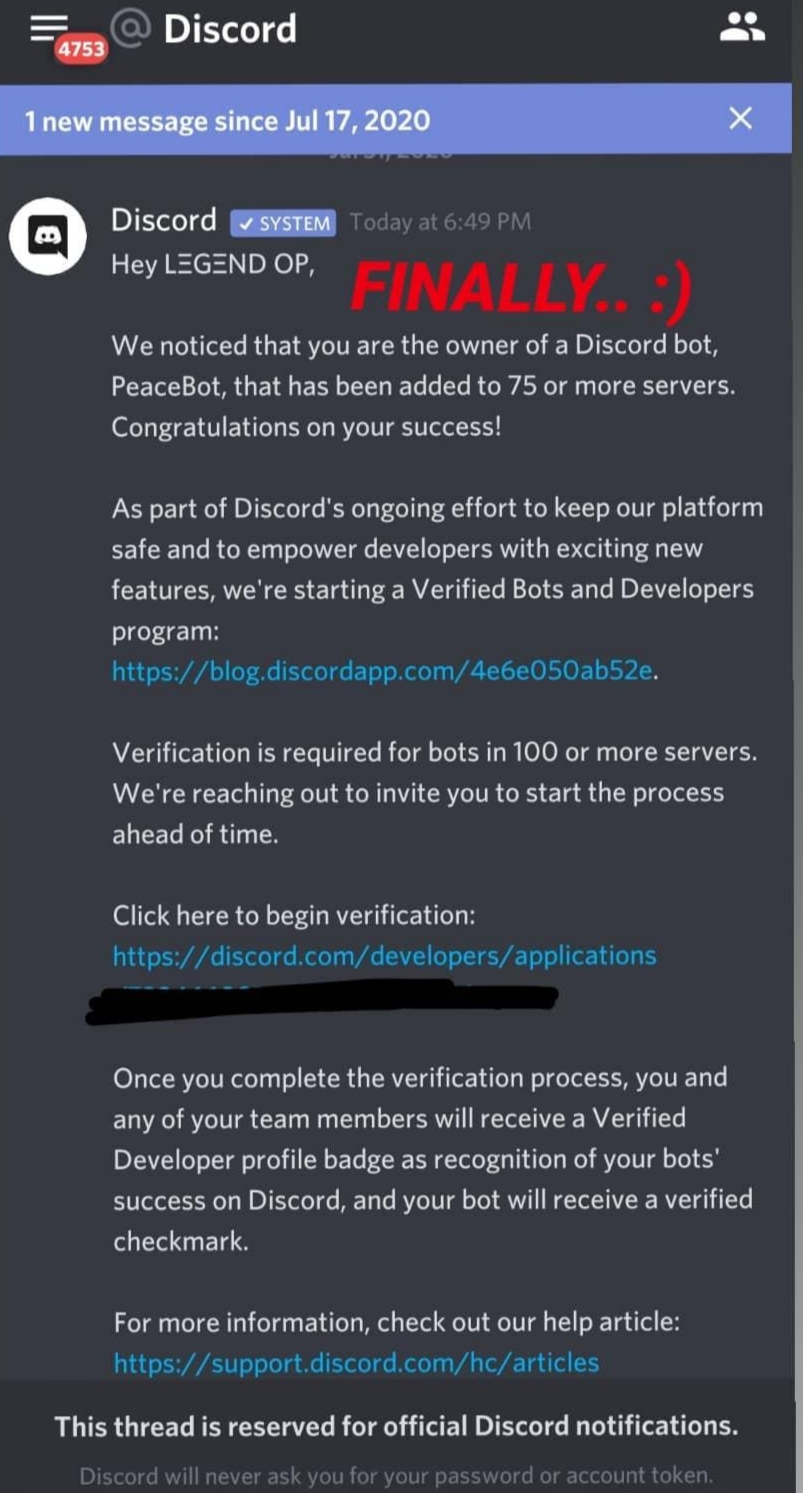 4753
@ Discord
1 new message since Jul 17, 2020
Discord ✓ SYSTEM Today at 6:49 PM
Hey LΞGΞND OP,
FINALLY.. :)
We noticed that you are the owner of a Discord bot,
PeaceBot, that has been added to 75 or more servers.
Congratulations on your success!
As part of Discord's ongoing effort to keep our platform
safe and to empower developers with exciting new
features, we're starting a Verified Bots and Developers
program:
https://blog.discordapp.com/4e6e050ab52e.
Verification is required for bots in 100 or more servers.
We're reaching out to invite you to start the process
ahead of time.
Click here to begin verification:
https://discord.com/developers/applications
Once you complete the verification process, you and
any of your team members will receive a Verified
Developer profile badge as recognition of your bots'
success on Discord, and your bot will receive a verified
checkmark.
For more information, check out our help article:
https://support.discord.com/hc/articles
This thread is reserved for official Discord notifications.
Discord will never ask you for your password or account token.